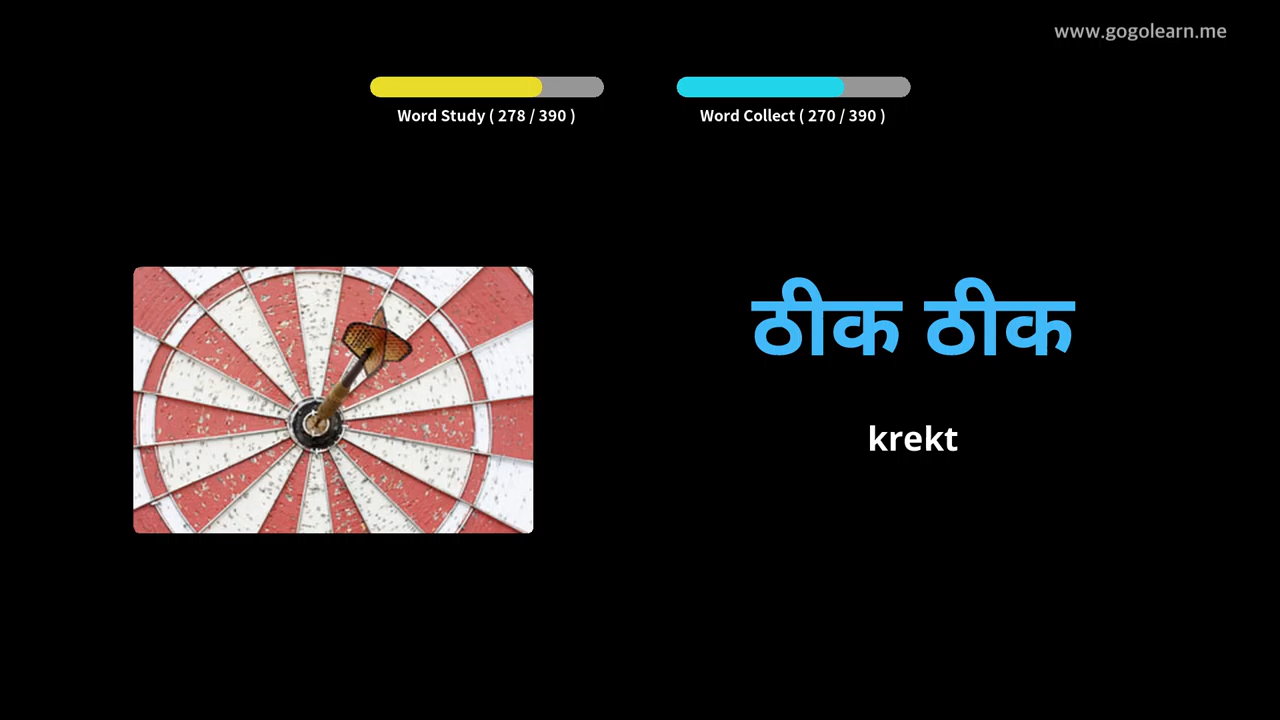 www.gogolearn.me
Word Study ( 278 / 390 )
Word Collect ( 270 / 390 )
ठीक ठीक
krekt